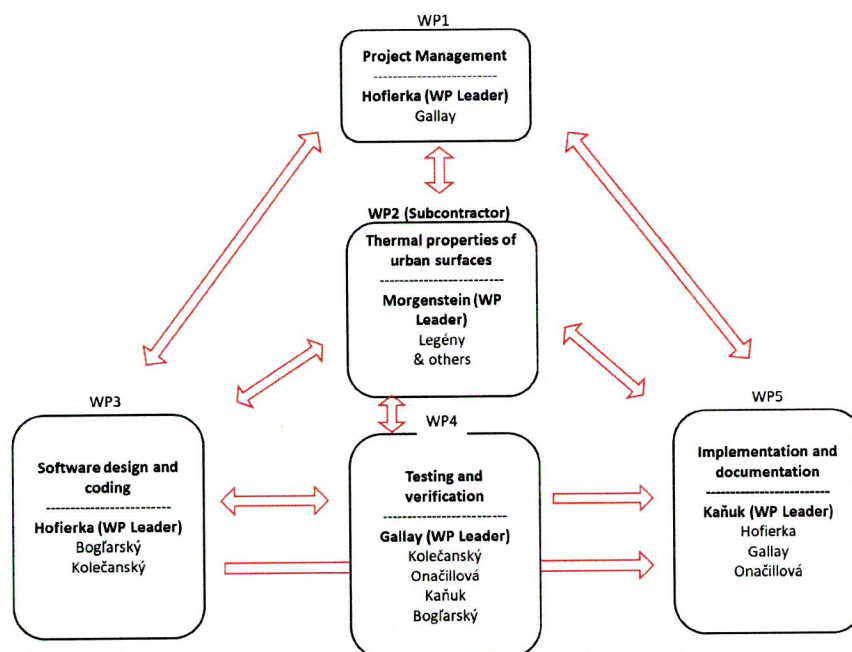 WP1
Project Management
--------------------------
Hofierka (WP Leader)
Gallay
WP2 (Subcontractor)
Thermal properties of
urban surfaces
--------------------------
Morgenstein (WP
Leader)
Legény
& others
WP3
Software design and
coding
--------------------------
Hofierka (WP Leader)
Bogľarský
Kolečanský
WP4
Testing and
verification
--------------------------
Gallay (WP Leader)
Kolečanský
Onačillová
Kaňuk
Bogľarský
WP5
Implementation and
documentation
--------------------------
Kaňuk (WP Leader)
Hofierka
Gallay
Onačillová